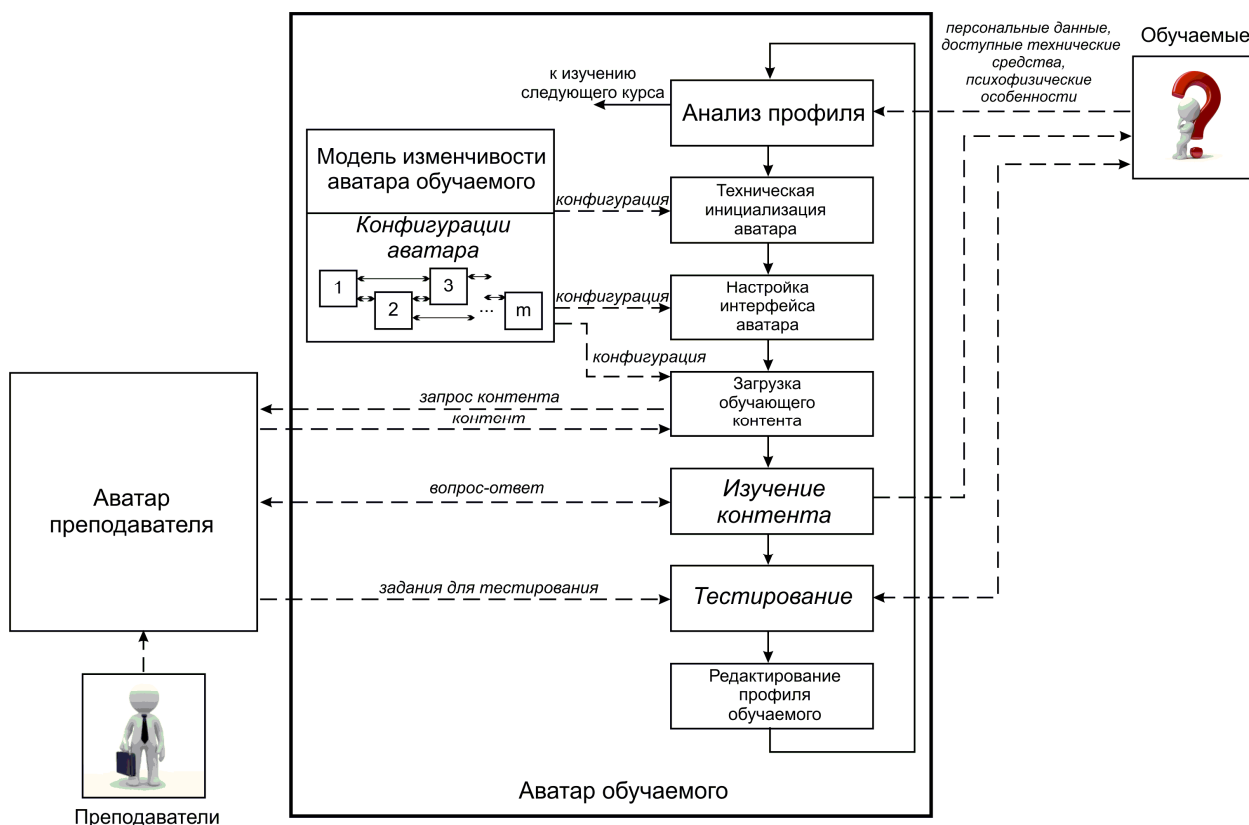 персональные данные,
доступные технические
средства,
психофизические
особенности
Обучаемые
к изучению
следующего курса
Анализ профиля
Модель изменчивости
аватара обучаемого
Техническая
инициализация
аватара
конфигурация
Конфигурации
аватара
1
2
3
...
m
конфигурация
Настройка
интерфейса
аватара
конфигурация
Загрузка
обучающего
контента
запрос контента
контент
Аватар
преподавателя
вопрос-ответ
Изучение
контента
задания для тестирования
Тестирование
Редактирование
профиля
обучаемого
Аватар обучаемого
Преподаватели